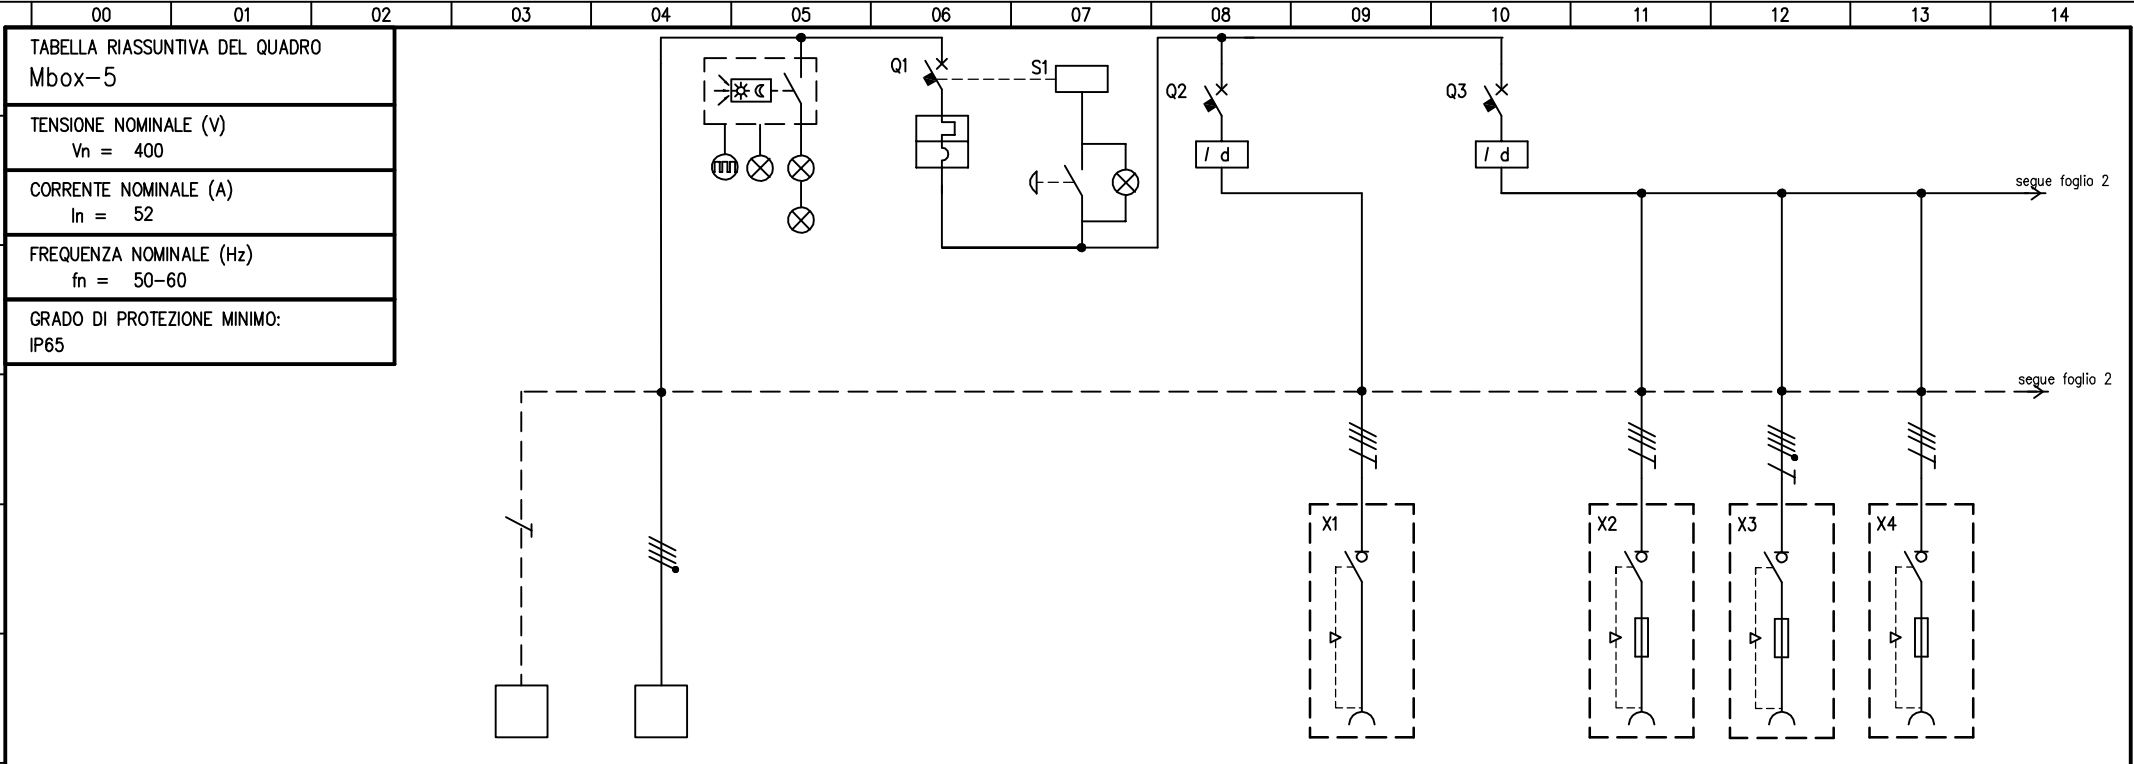 00 01 02 03 04 05 06 07 08 09 10 11 12 13 14
TABELLA RIASSUNTIVA DEL QUADRO
Mbox-5
TENSIONE NOMINALE (V)
Vn = 400
CORRENTE NOMINALE (A)
In = 52
FREQUENZA NOMINALE (Hz)
fn = 50-60
GRADO DI PROTEZIONE MINIMO:
IP65
Q1
S1
Q2
Q3
I d
I d
segue foglio 2
segue foglio 2
X1
X2
X3
X4